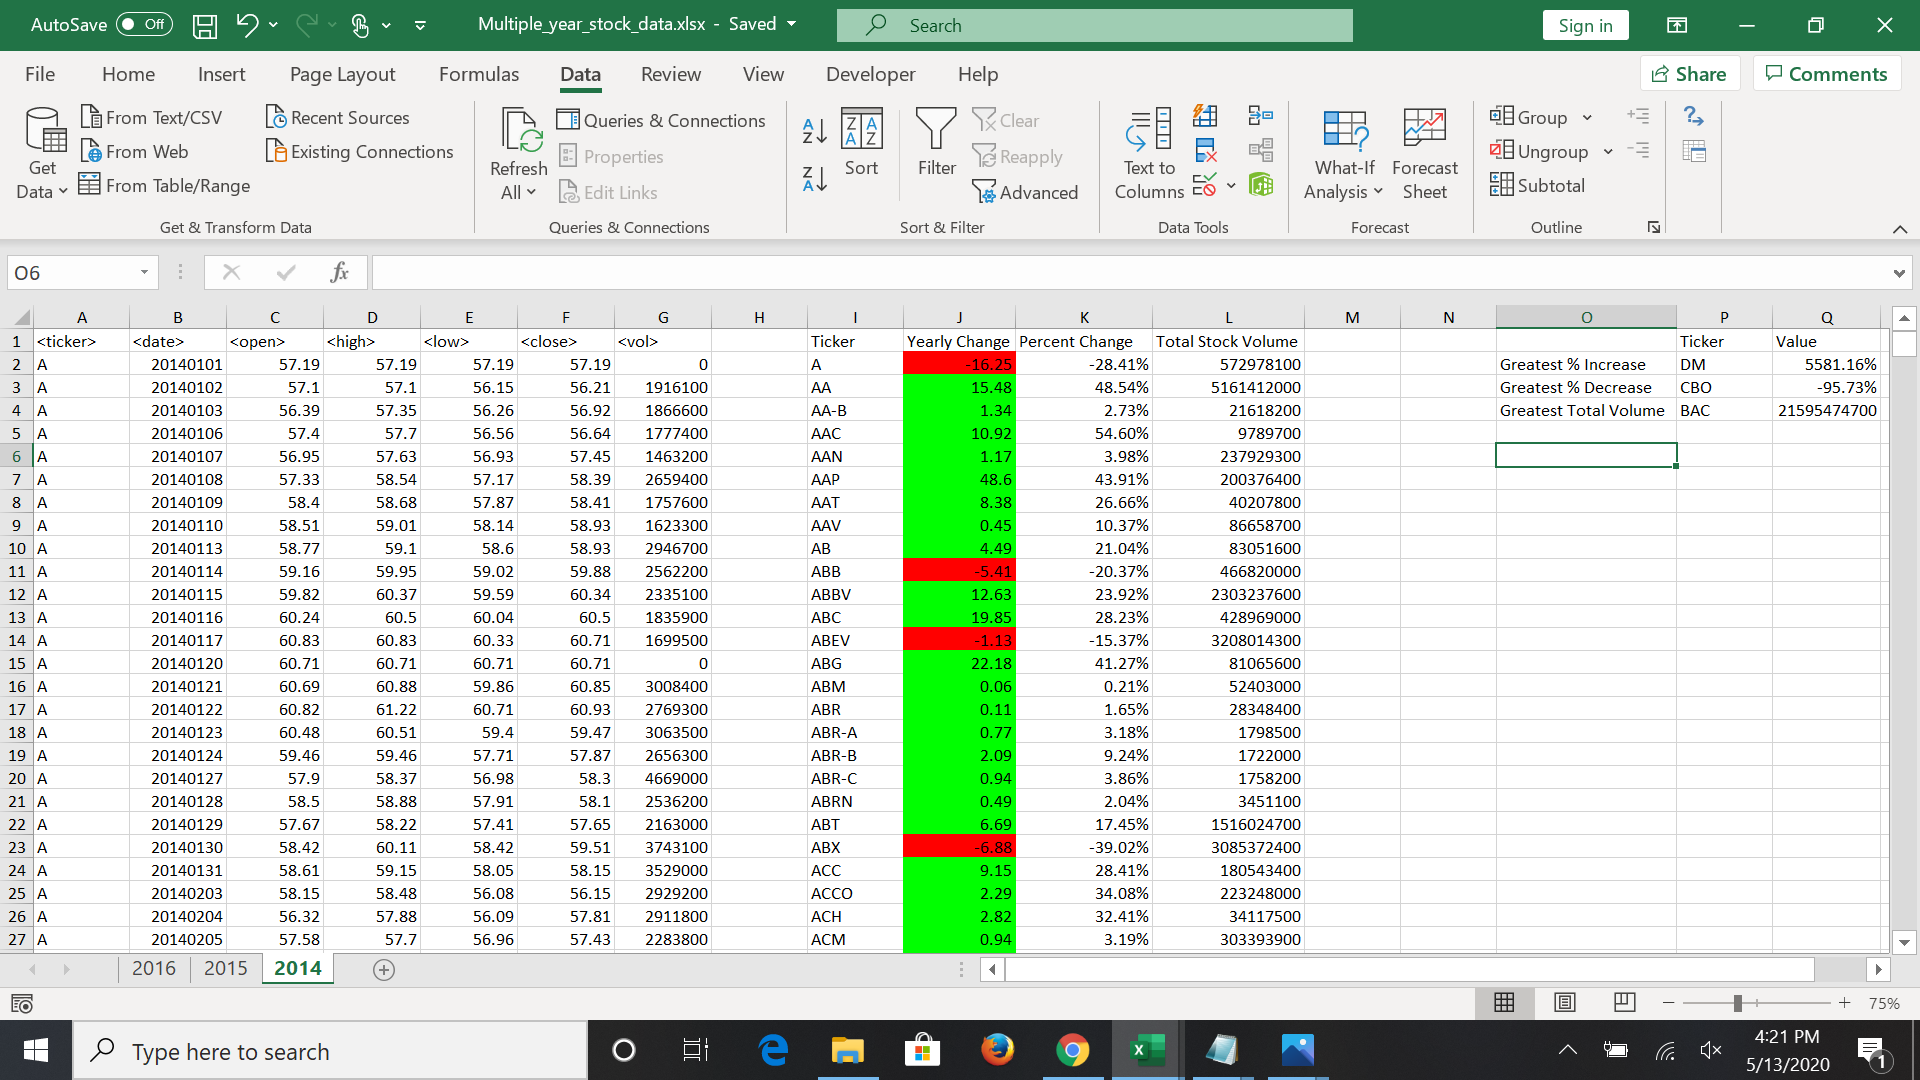 AutoSave Off Multiple_year_stock_data.xlsx - Saved Search Sign in
File Home Insert Page Layout Formulas Data Review View Developer Help Share Comments
Get Data
From Text/CSV
From Web
From Table/Range
Recent Sources
Existing Connections
Get & Transform Data
Refresh All
Queries & Connections
Properties
Edit Links
Queries & Connections
Sort
Filter
Clear
Reapply
Advanced
Sort & Filter
Text to Columns
Data Tools
What-If Analysis
Forecast Sheet
Forecast
Group
Ungroup
Subtotal
Outline
O6 fx
A B C D E F G H I J K L M N O P Q
1 <ticker> <date> <open> <high> <low> <close> <vol> Ticker Yearly Change Percent Change Total Stock Volume Ticker Value
2 A 20140101 57.19 57.19 57.19 57.19 0 A -16.25 -28.41% 572978100 Greatest % Increase DM 5581.16%
3 A 20140102 57.1 57.1 56.15 56.21 1916100 AA 15.48 48.54% 5161412000 Greatest % Decrease CBO -95.73%
4 A 20140103 56.39 57.35 56.26 56.92 1866600 AA-B 1.34 2.73% 21618200 Greatest Total Volume BAC 21595474700
5 A 20140106 57.4 57.7 56.56 56.64 1777400 AAC 10.92 54.60% 9789700
6 A 20140107 56.95 57.63 56.93 57.45 1463200 AAN 1.17 3.98% 237929300
7 A 20140108 57.33 58.54 57.17 58.39 2659400 AAP 48.6 43.91% 200376400
8 A 20140109 58.4 58.68 57.87 58.41 1757600 AAT 8.38 26.66% 40207800
9 A 20140110 58.51 59.01 58.14 58.93 1623300 AAV 0.45 10.37% 86658700
10 A 20140113 58.77 59.1 58.6 58.93 2946700 AB 4.49 21.04% 83051600
11 A 20140114 59.16 59.95 59.02 59.88 2562200 ABB -5.41 -20.37% 466820000
12 A 20140115 59.82 60.37 59.59 60.34 2335100 ABBV 12.63 23.92% 2303237600
13 A 20140116 60.24 60.5 60.04 60.5 1835900 ABC 19.85 28.23% 428969000
14 A 20140117 60.83 60.83 60.33 60.71 1699500 ABEV -1.13 -15.37% 3208014300
15 A 20140120 60.71 60.71 60.71 60.71 0 ABG 22.18 41.27% 81065600
16 A 20140121 60.69 60.88 59.86 60.85 3008400 ABM 0.06 0.21% 52403000
17 A 20140122 60.82 61.22 60.71 60.93 2769300 ABR 0.11 1.65% 28348400
18 A 20140123 60.48 60.51 59.4 59.47 3063500 ABR-A 0.77 3.18% 1798500
19 A 20140124 59.46 59.46 57.71 57.87 2656300 ABR-B 2.09 9.24% 1722000
20 A 20140127 57.9 58.37 56.98 58.3 4669000 ABR-C 0.94 3.86% 1758200
21 A 20140128 58.5 58.88 57.91 58.1 2536200 ABRN 0.49 2.04% 3451100
22 A 20140129 57.67 58.22 57.41 57.65 2163000 ABT 6.69 17.45% 1516024700
23 A 20140130 58.42 60.11 58.42 59.51 3743100 ABX -6.88 -39.02% 3085372400
24 A 20140131 58.61 59.15 58.05 58.15 3529000 ACC 9.15 28.41% 180543400
25 A 20140203 58.15 58.48 56.08 56.15 2929200 ACCO 2.29 34.08% 223248000
26 A 20140204 56.32 57.88 56.09 57.81 2911800 ACH 2.82 32.41% 34117500
27 A 20140205 57.58 57.7 56.96 57.43 2283800 ACM 0.94 3.19% 303393900
2016 2015 2014
75%
Type here to search
4:21 PM
5/13/2020
1